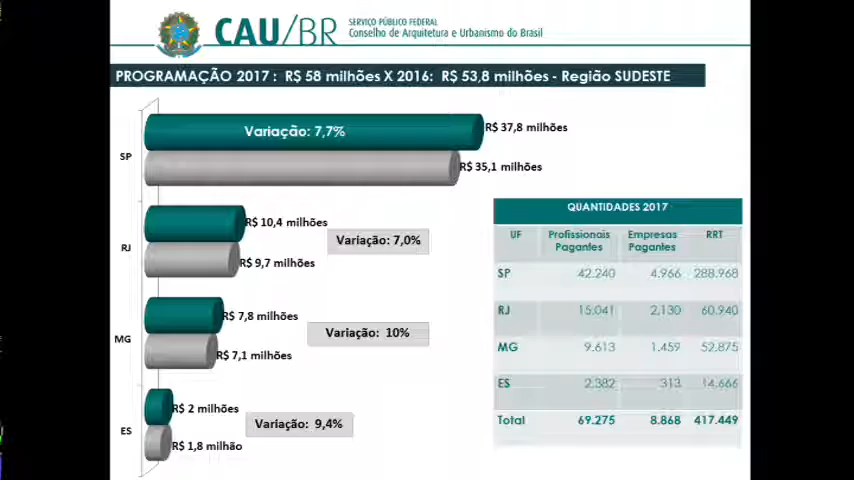 CAU/BR
SERVIÇO PÚBLICO FEDERAL
Conselho de Arquitetura e Urbanismo do Brasil
PROGRAMAÇÃO 2017 : R$ 58 milhões X 2016: R$ 53,8 milhões - Região SUDESTE
SP
Variação: 7,7%
R$ 37,8 milhões
R$ 35,1 milhões
RJ
R$ 10,4 milhões
R$ 9,7 milhões
Variação: 7,0%
MG
R$ 7,8 milhões
R$ 7,1 milhões
Variação: 10%
ES
R$ 2 milhões
R$ 1,8 milhão
Variação: 9,4%
QUANTIDADES 2017
UF Profissionais Pagantes Empresas Pagantes RRT
SP 42.240 4.966 288.968
RJ 15.041 2.130 60.940
MG 9.613 1.459 52.875
ES 2.382 313 14.666
Total 69.275 8.868 417.449